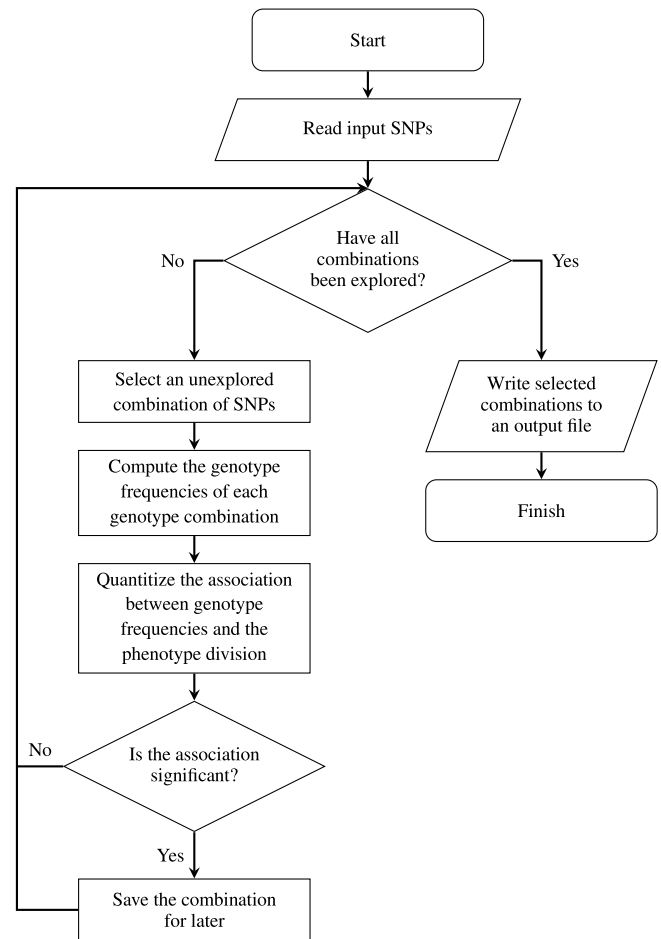 Start
Read input SNPs
Have all
combinations
been explored?
No
Yes
Select an unexplored
combination of SNPs
Write selected
combinations to
an output file
Compute the genotype
frequencies of each
genotype combination
Finish
Quantitize the association
between genotype
frequencies and the
phenotype division
No
Is the association
significant?
Yes
Save the combination
for later